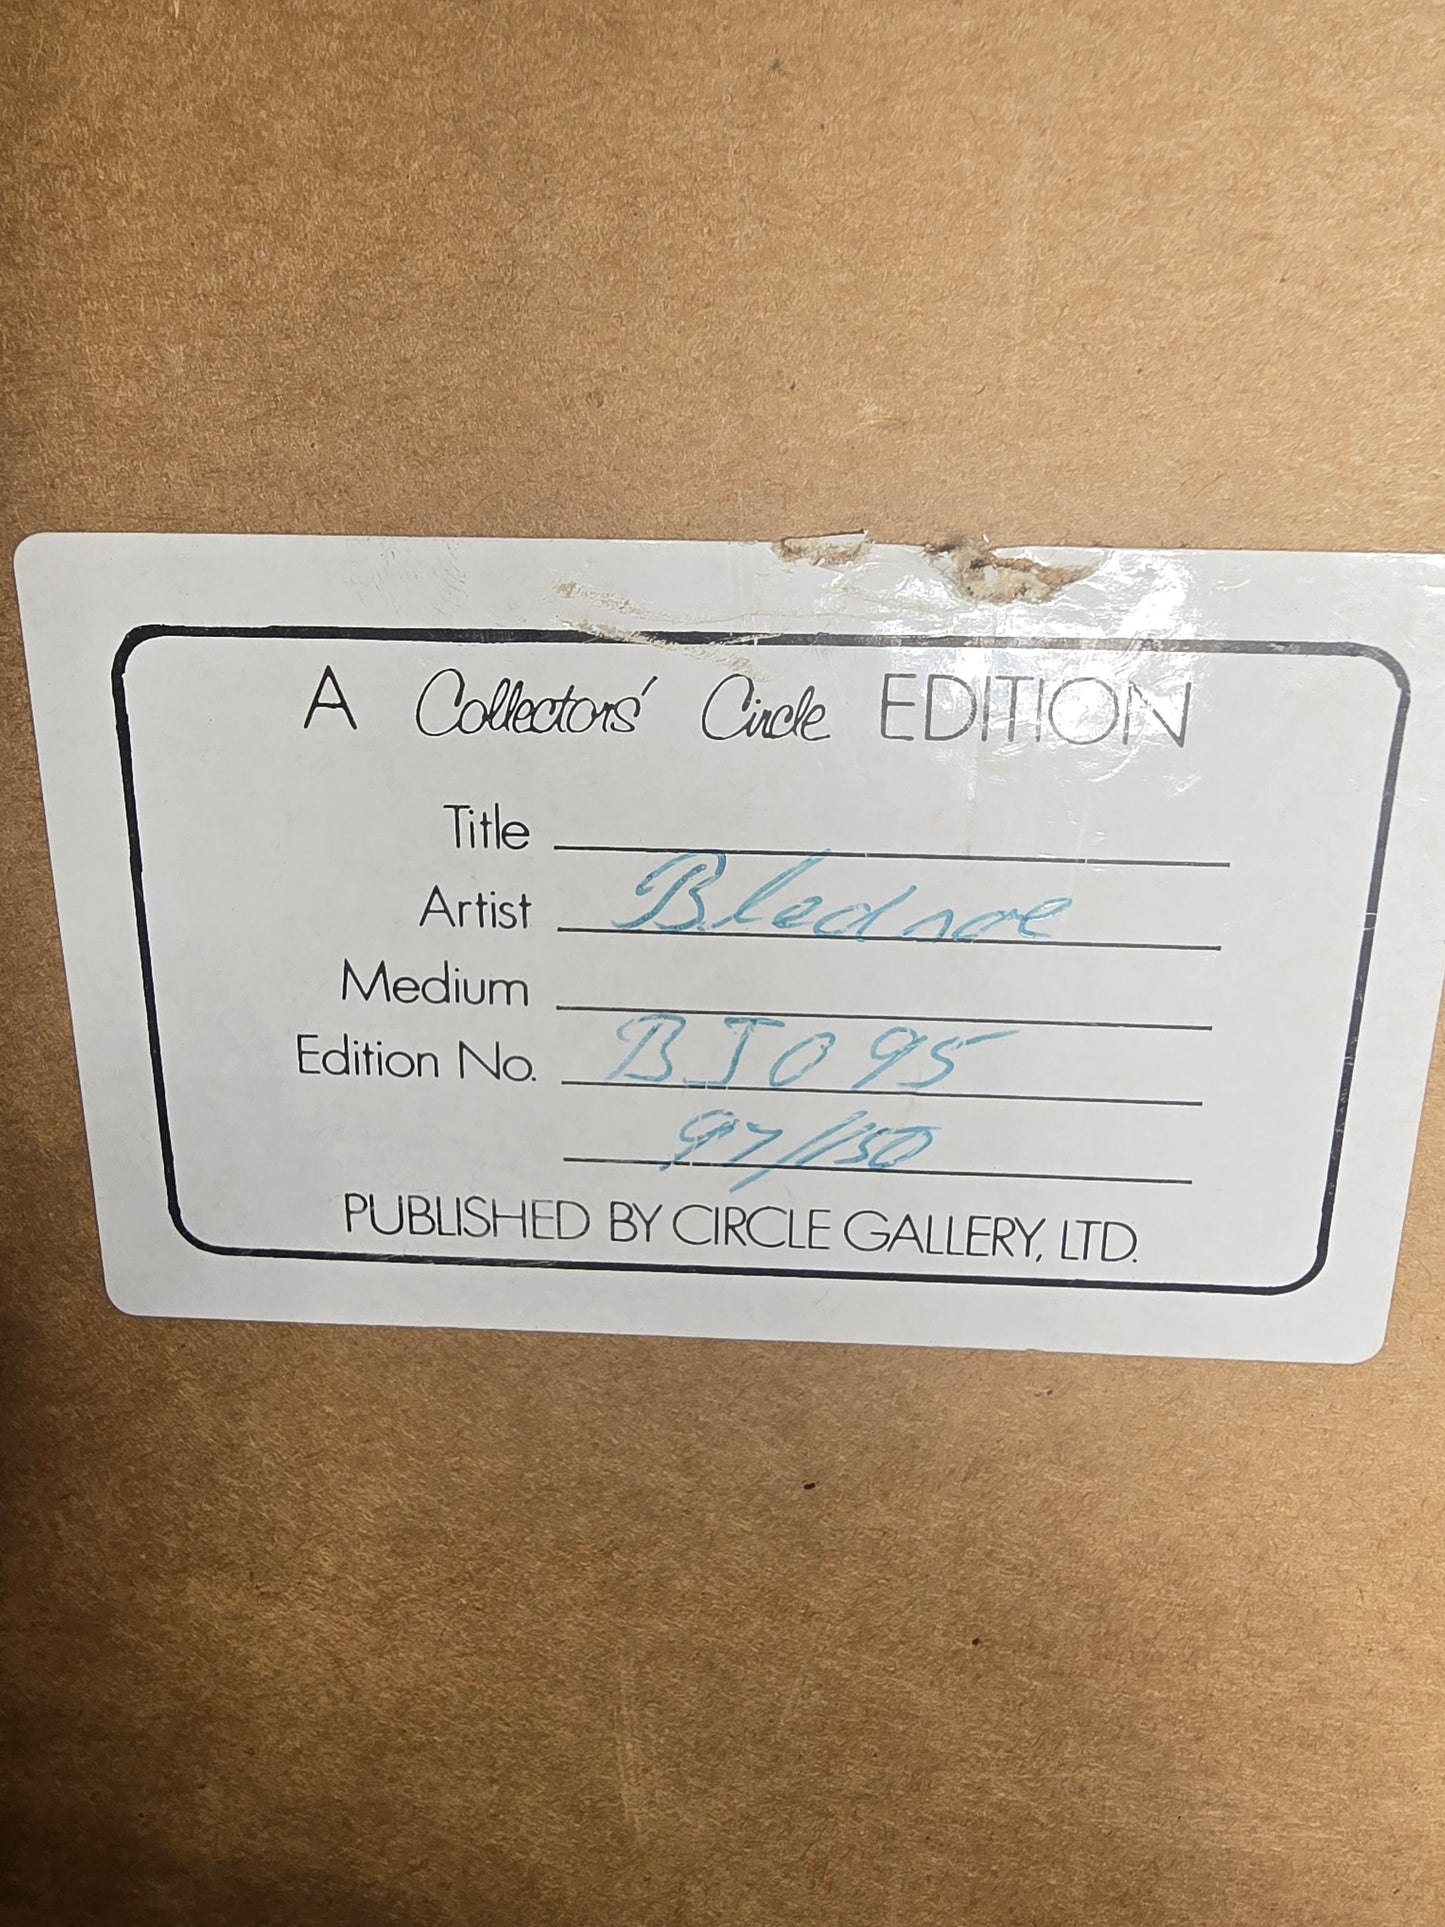 A Collectors' Circle EDITION
Title
Artist Bledsoe
Medium
Edition No. BJ095
97/150
PUBLISHED BY CIRCLE GALLERY, LTD.